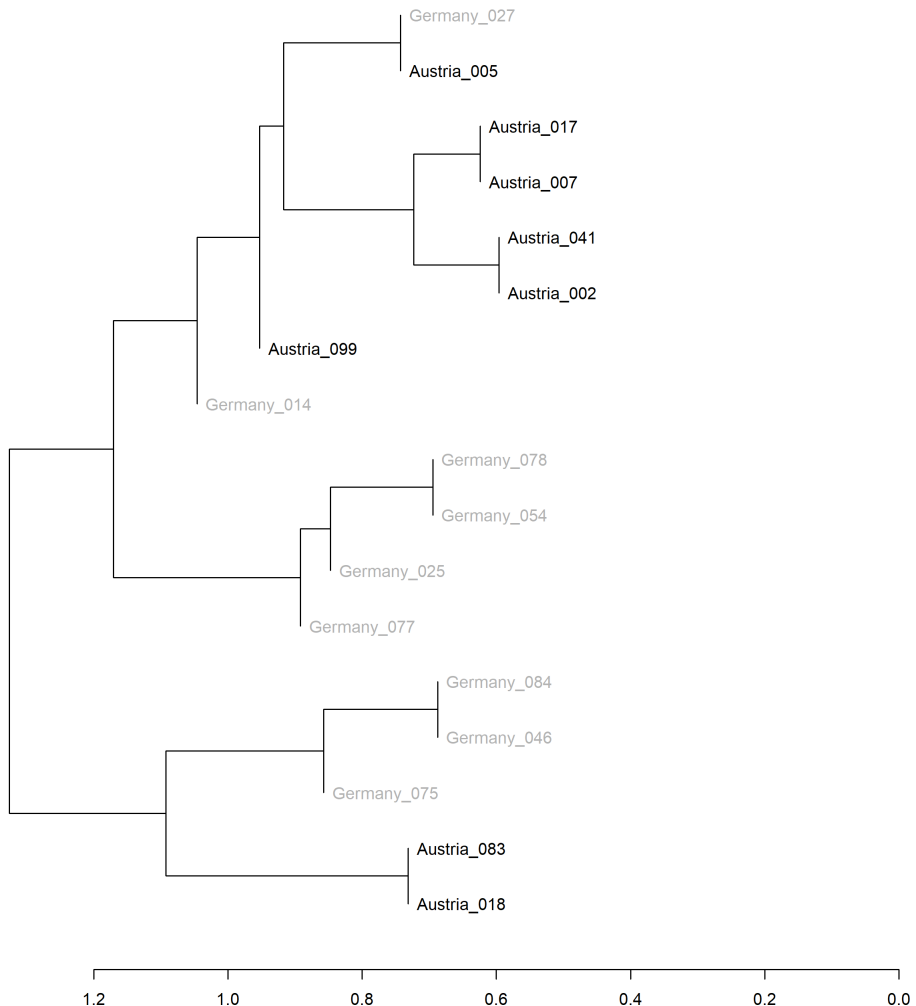 Germany_027
Austria_005
Austria_017
Austria_007
Austria_041
Austria_002
Austria_099
Germany_014
Germany_078
Germany_054
Germany_025
Germany_077
Germany_084
Germany_046
Germany_075
Austria_083
Austria_018
1.2 1.0 0.8 0.6 0.4 0.2 0.0